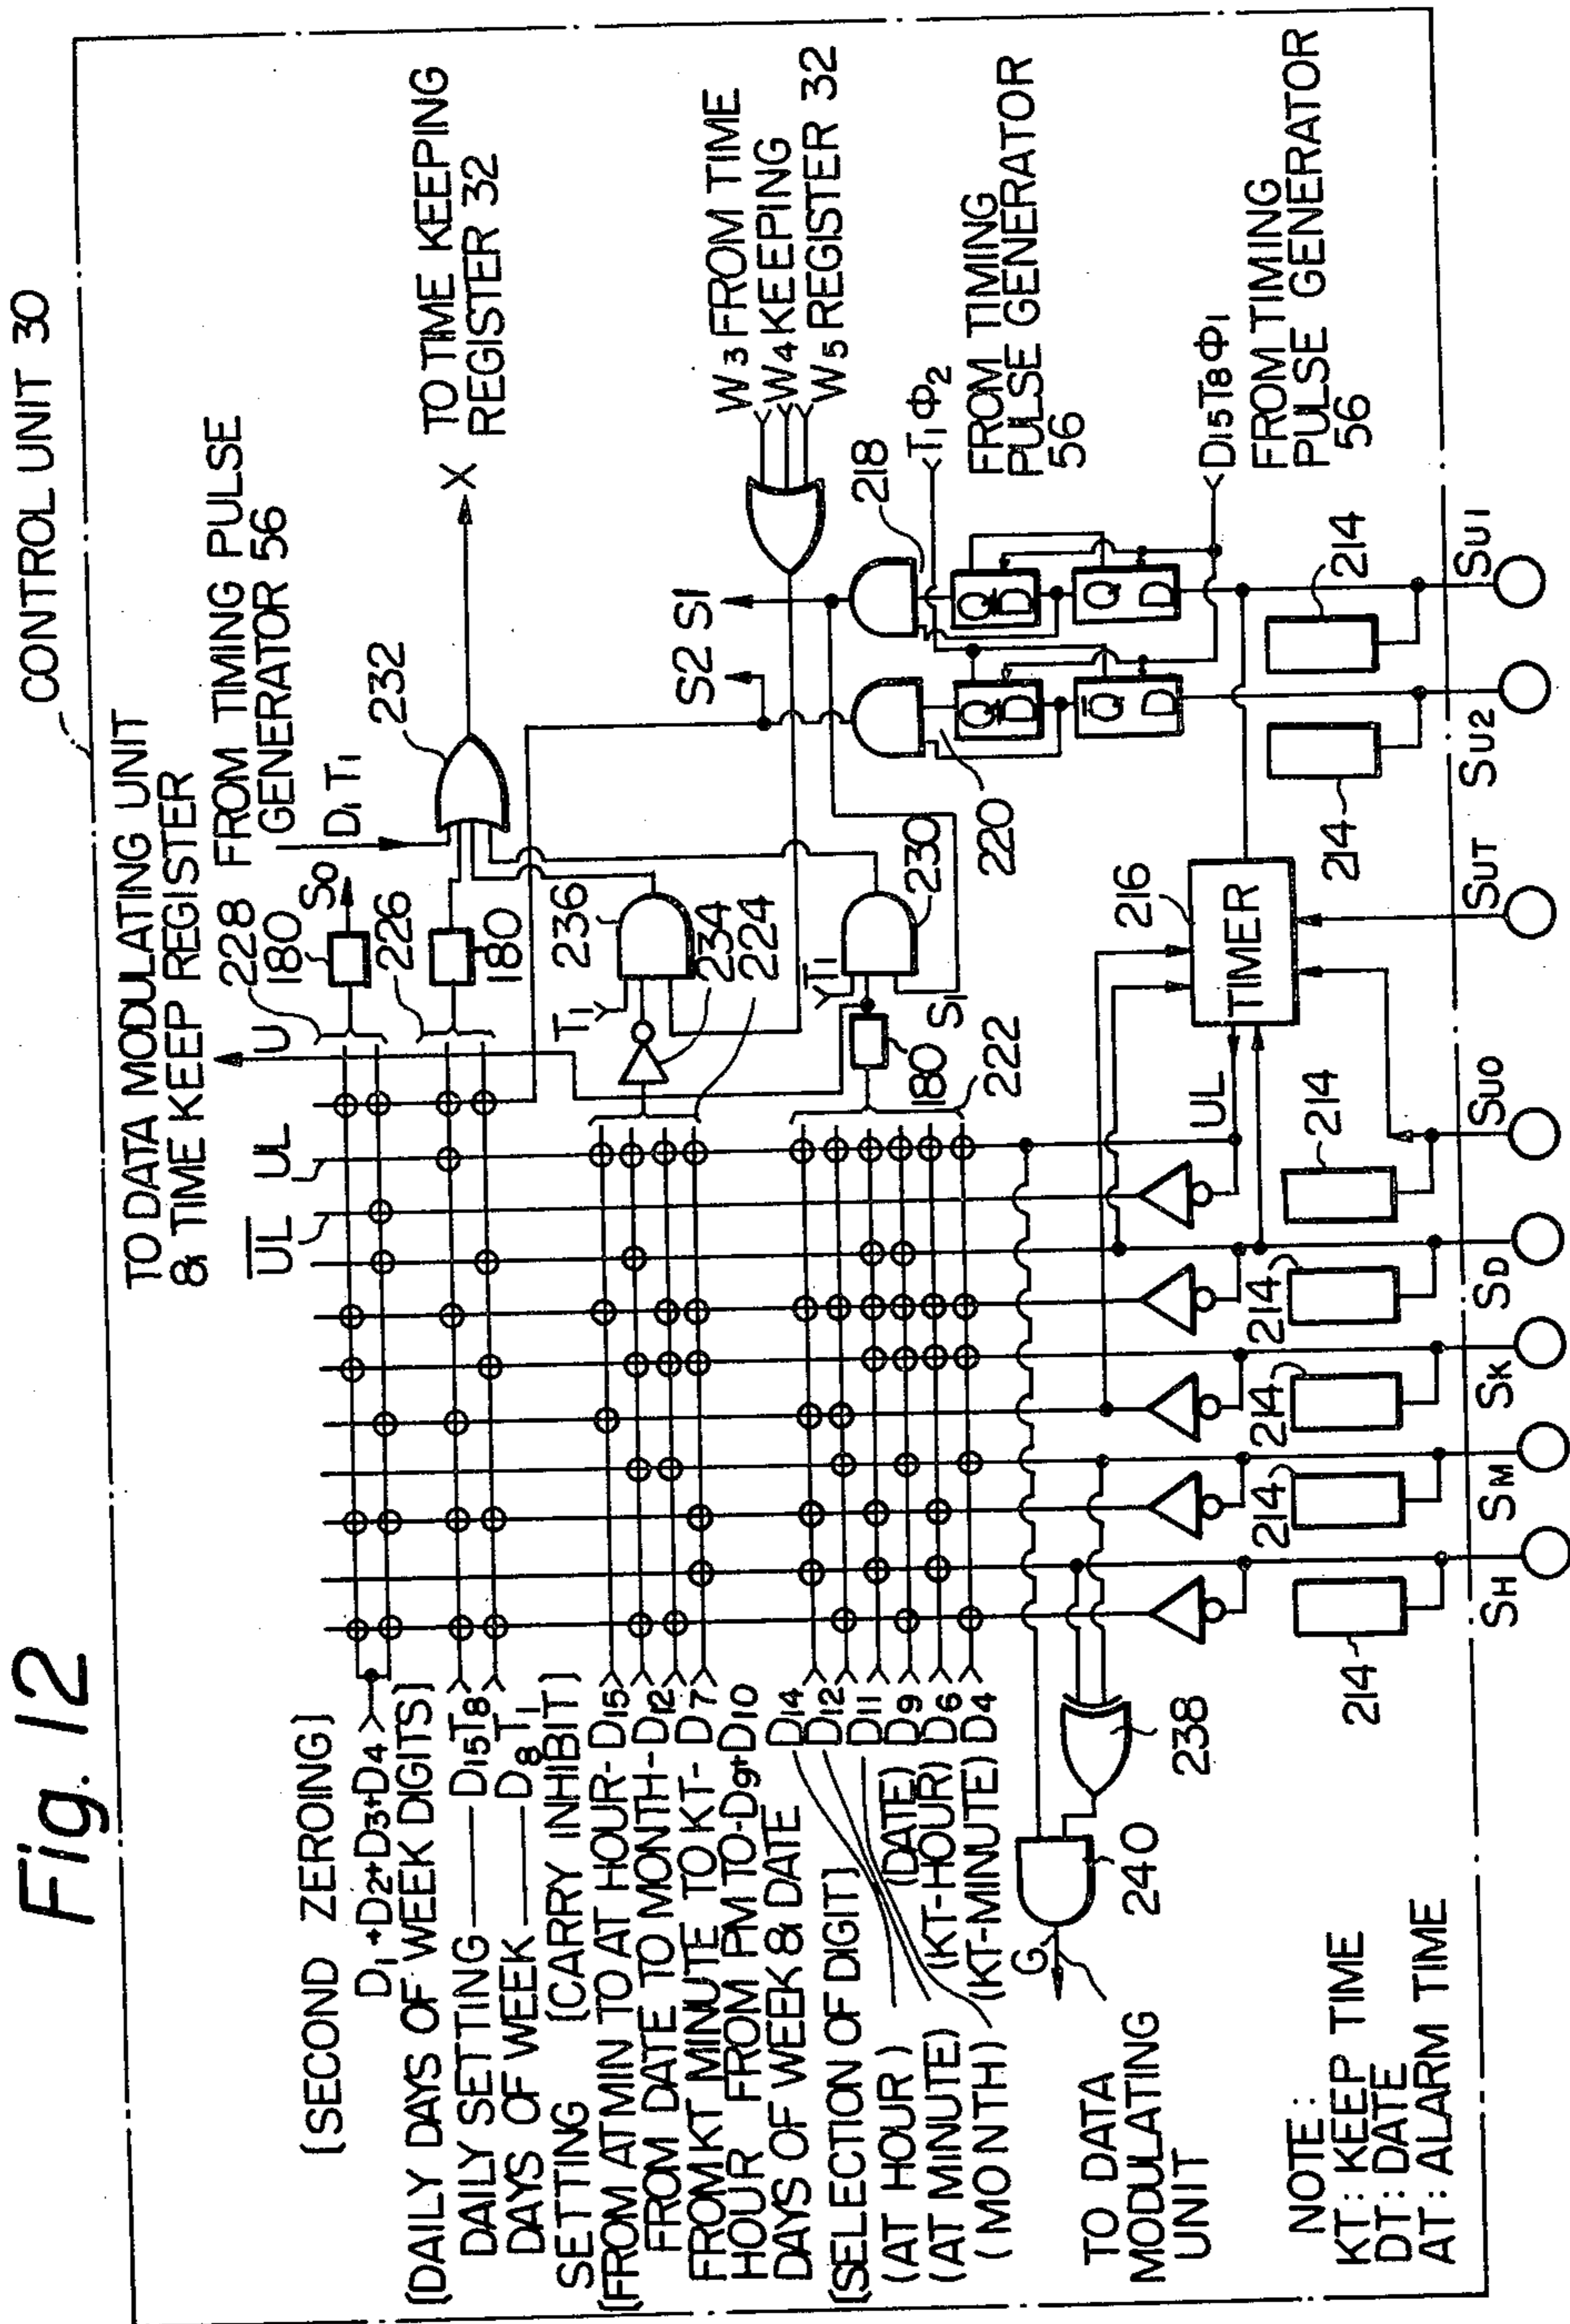 Fig. 12
CONTROL UNIT 30
TO DATA MODULATING UNIT
& TIME KEEP REGISTER
228 FROM TIMING PULSE
GENERATOR 56
180
S0
D1 T1
232
X
TO TIME KEEPING
REGISTER 32
226
180
U
UL
UL
[SECOND ZEROING]
D1+D2+D3+D4
(DAILY DAYS OF WEEK DIGITS]
DAILY SETTING — D15T8
DAYS OF WEEK — D8T1
SETTING [CARRY INHIBIT]
[FROM AT MIN TO AT HOUR-D15
FROM DATE TO MONTH-D12
FROM KT MINUTE TO KT-D7
HOUR FROM PM TO-D9+D10
DAYS OF WEEK & DATE
[SELECTION OF DIGIT]
D14
D12
D11
(DATE) D9
(KT-HOUR) D6
(KT-MINUTE) D4
(AT HOUR)
(AT MINUTE)
(MONTH)
T1
236
234
224
T1
230
S1
180
222
S2 S1
W3 FROM TIME
W4 KEEPING
W5 REGISTER 32
218
T1Φ2
FROM TIMING
PULSE GENERATOR
56
220
Q
D
Q
D
Q
D
Q
D
D15T8Φ1
FROM TIMING
PULSE GENERATOR
56
G
240
238
TO DATA
MODULATING
UNIT
UL
216
TIMER
214
214
214
214
214
214
214
SH
SM
SK
SD
SU0
SUT
SU2
SU1
NOTE:
KT: KEEP TIME
DT: DATE
AT: ALARM TIME